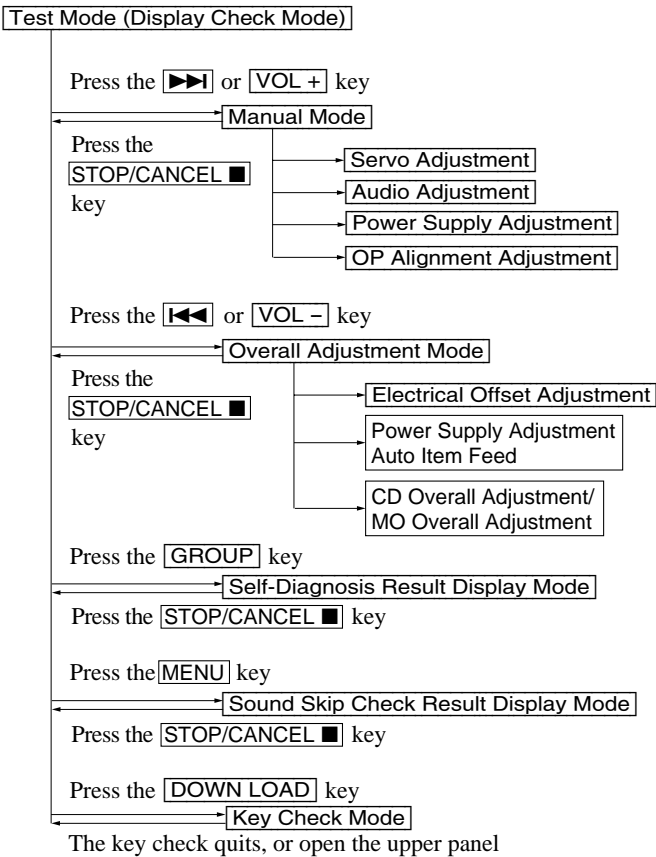 Test Mode (Display Check Mode)
Press the ▶▶I or VOL + key
Manual Mode
Press the
STOP/CANCEL ■
key
Servo Adjustment
Audio Adjustment
Power Supply Adjustment
OP Alignment Adjustment
Press the I◀◀ or VOL – key
Overall Adjustment Mode
Press the
STOP/CANCEL ■
key
Electrical Offset Adjustment
Power Supply Adjustment
Auto Item Feed
CD Overall Adjustment/
MO Overall Adjustment
Press the GROUP key
Self-Diagnosis Result Display Mode
Press the STOP/CANCEL ■ key
Press the MENU key
Sound Skip Check Result Display Mode
Press the STOP/CANCEL ■ key
Press the DOWN LOAD key
Key Check Mode
The key check quits, or open the upper panel